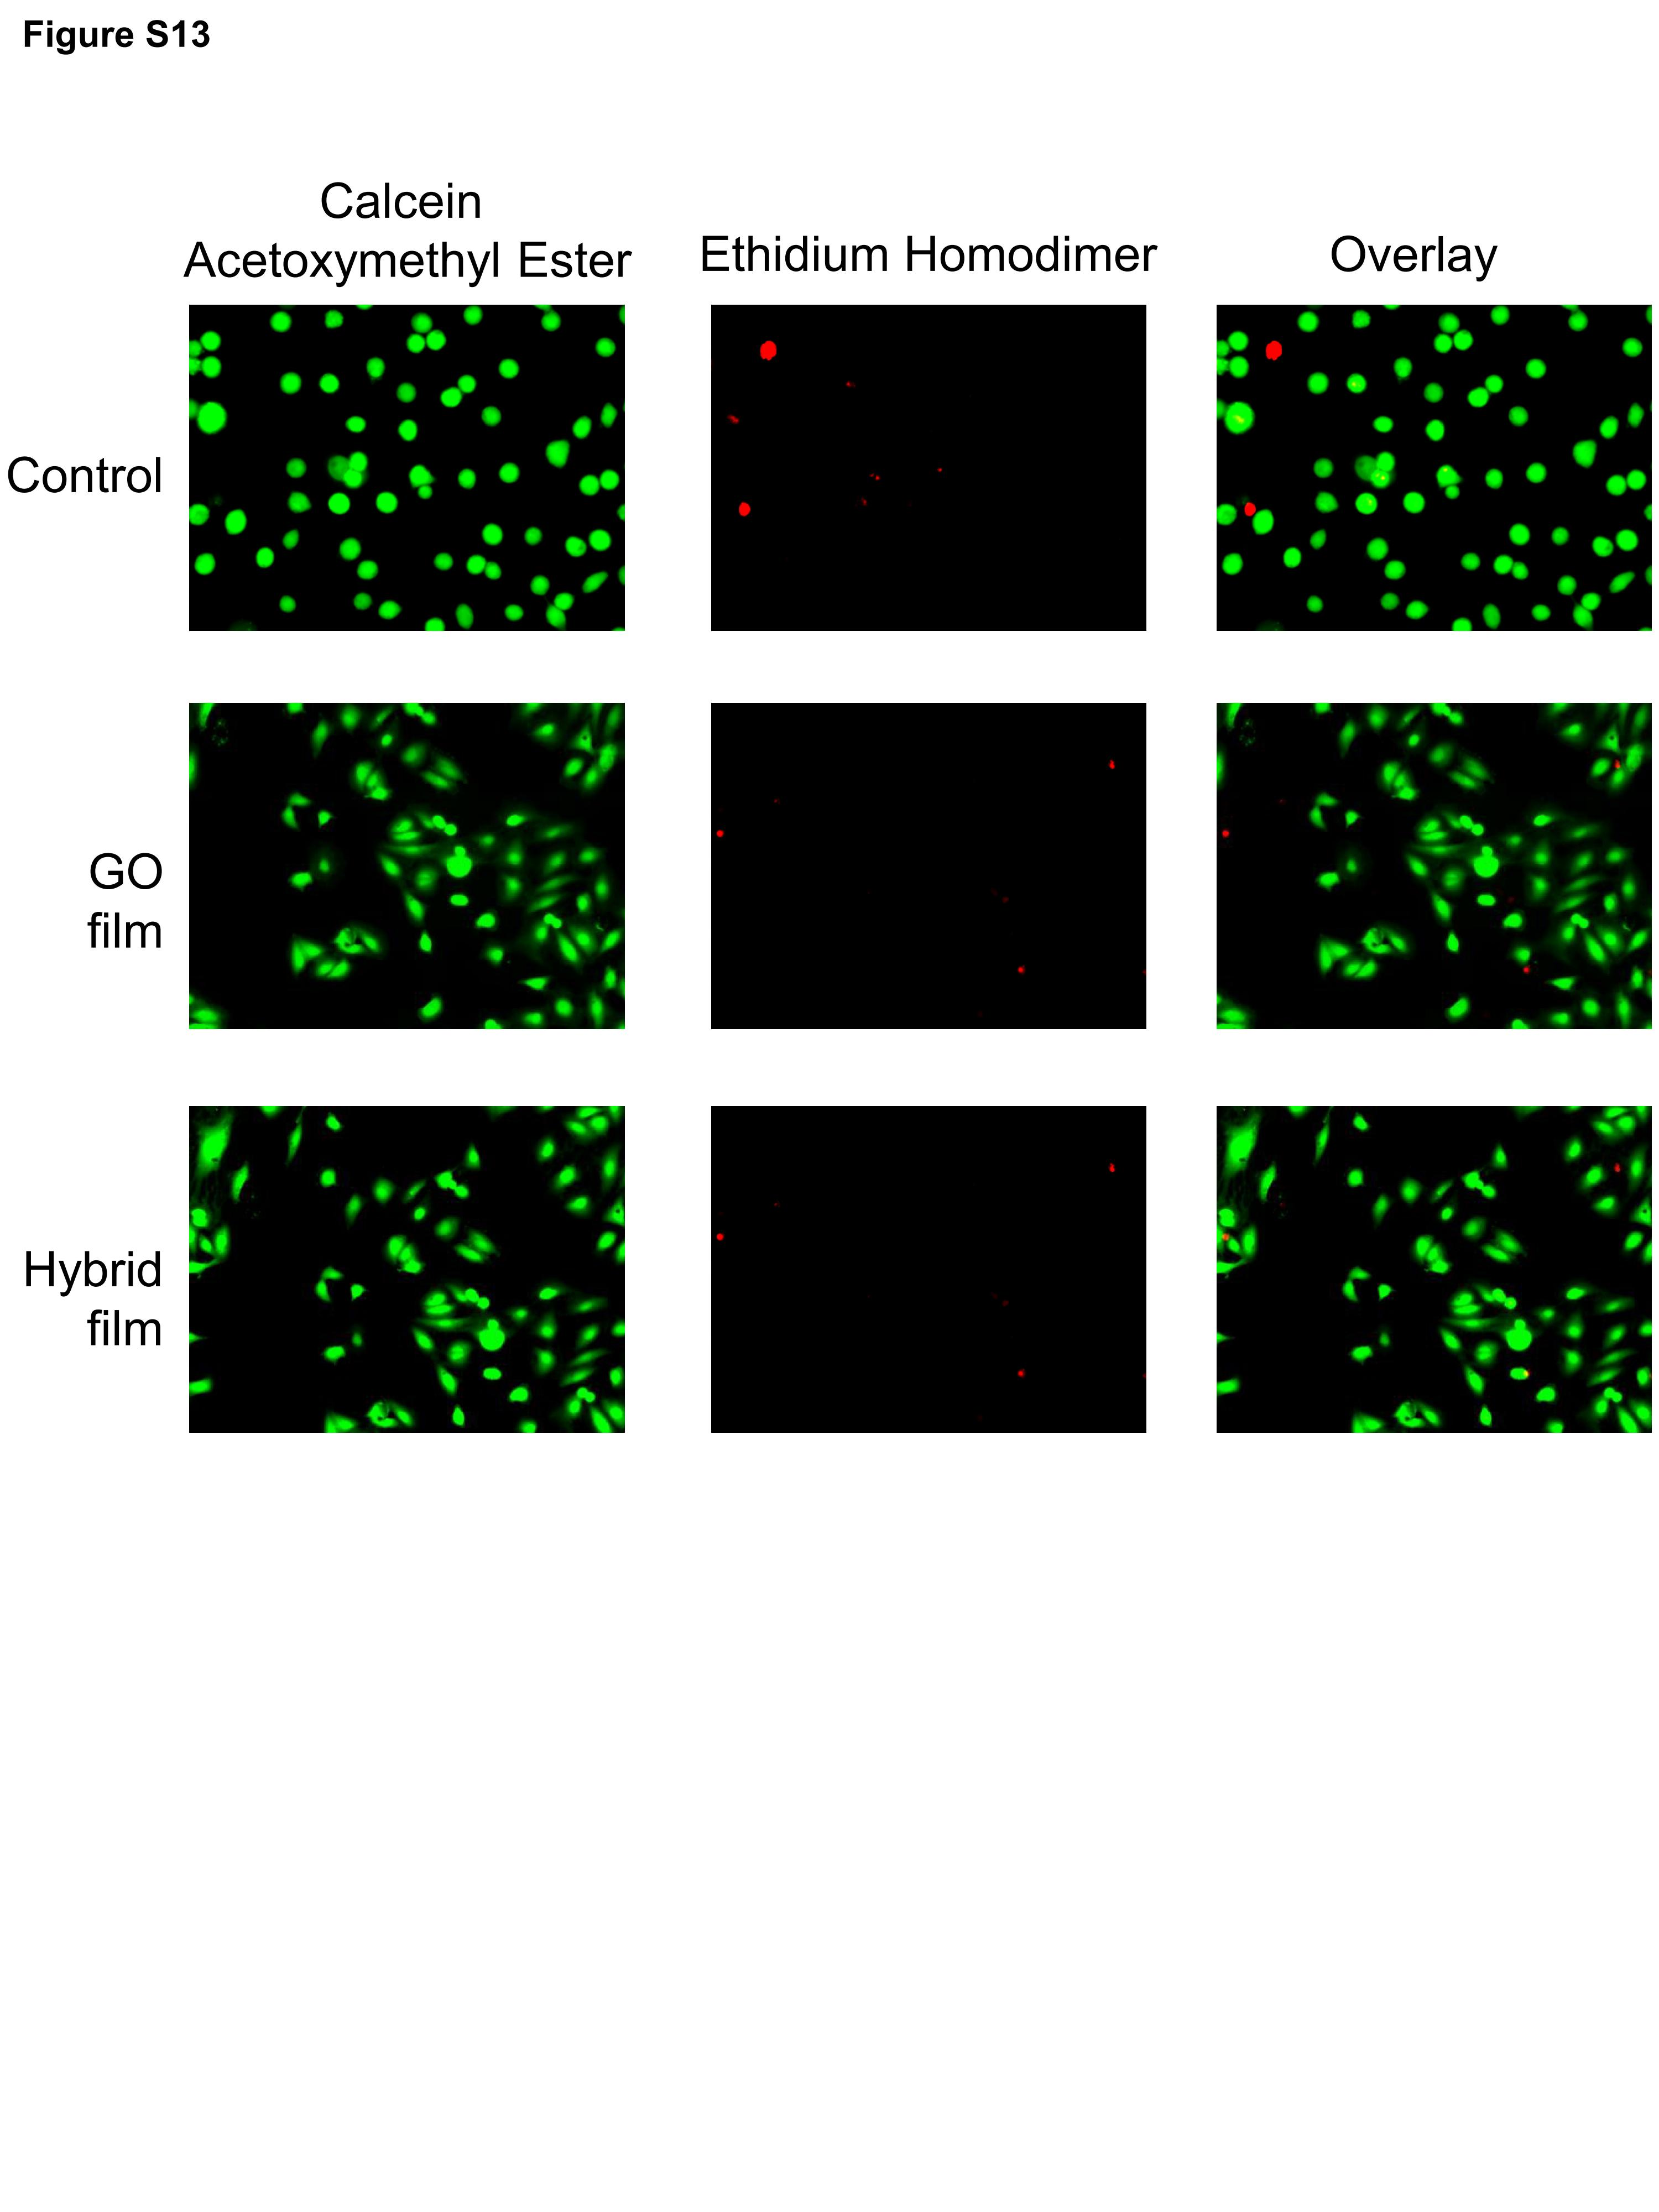 Figure S13
Calcein
Acetoxymethyl Ester
Ethidium Homodimer
Overlay
Control
GO
film
Hybrid
film